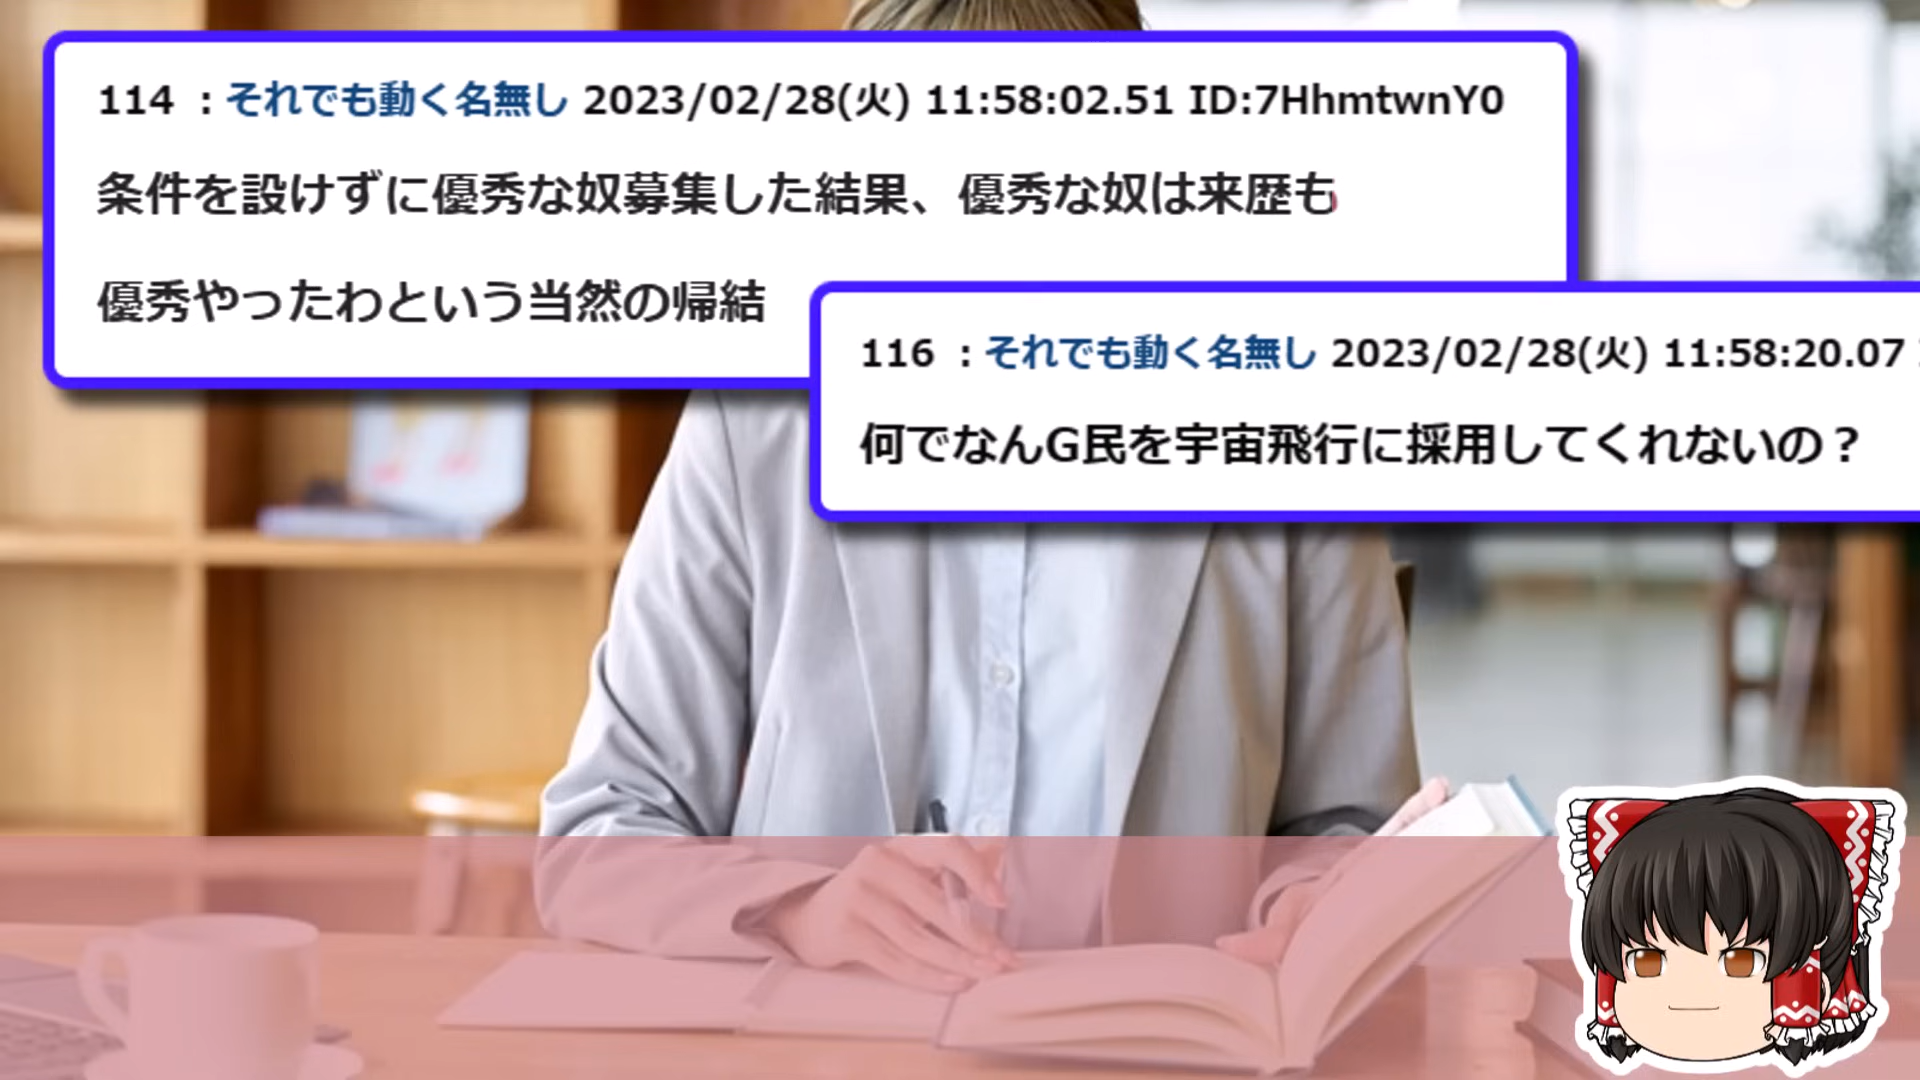 114 ：それでも動く名無し 2023/02/28(火) 11:58:02.51 ID:7HhmtwnY0
条件を設けずに優秀な奴募集した結果、優秀な奴は来歴も
優秀やったわという当然の帰結
116 ：それでも動く名無し 2023/02/28(火) 11:58:20.07
何でなんG民を宇宙飛行に採用してくれないの？